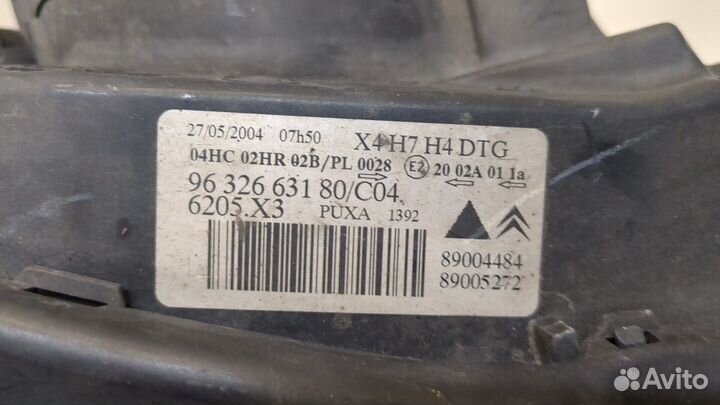 27/05/2004 07h50 X4 H7 H4 DTG
04HC 02HR 02B/PL 0028 E2 20 02A 01 1a
96 326 631 80/C04
6205.X3 PUXA 1392
89004484
89005272
Avito